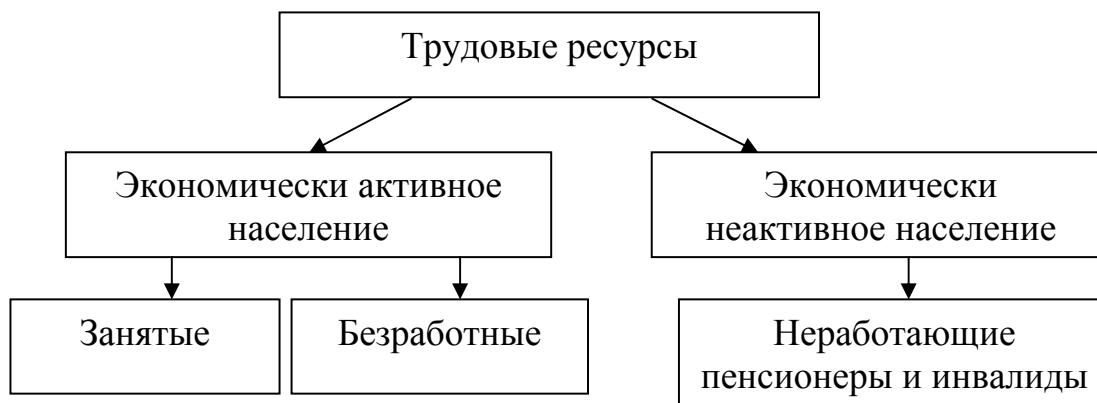 Трудовые ресурсы
Экономически активное
население
Экономически
неактивное население
Занятые
Безработные
Неработающие
пенсионеры и инвалиды